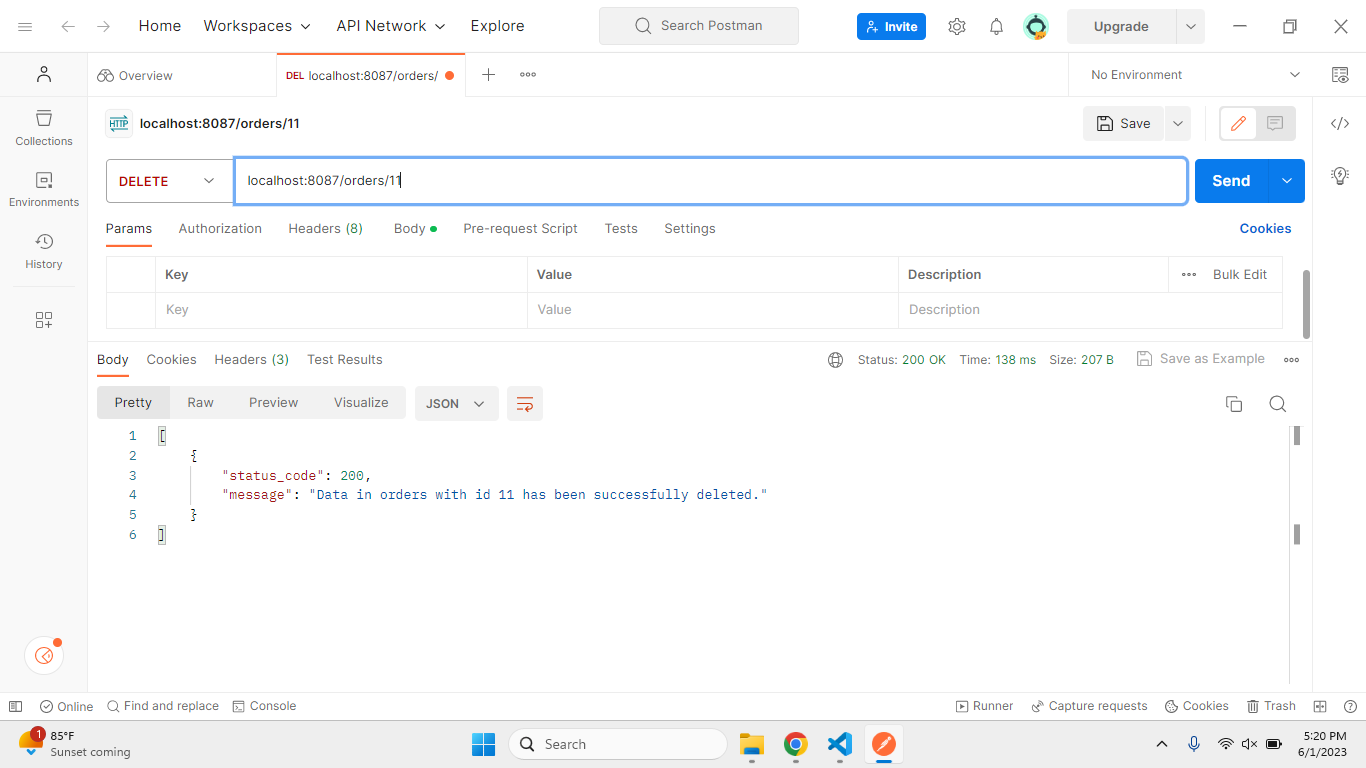 Home Workspaces API Network Explore Search Postman Invite Upgrade
Overview DEL localhost:8087/orders/ No Environment
HTTP localhost:8087/orders/11 Save
DELETE localhost:8087/orders/11 Send
Collections
Environments
History
Params Authorization Headers (8) Body Pre-request Script Tests Settings Cookies
Key Value Description Bulk Edit
Key Value Description
Body Cookies Headers (3) Test Results Status: 200 OK Time: 138 ms Size: 207 B Save as Example
Pretty Raw Preview Visualize JSON
1 [
2 {
3 "status_code": 200,
4 "message": "Data in orders with id 11 has been successfully deleted."
5 }
6 ]
Online Find and replace Console Runner Capture requests Cookies Trash
1 85°F
Sunset coming
Search
5:20 PM
6/1/2023